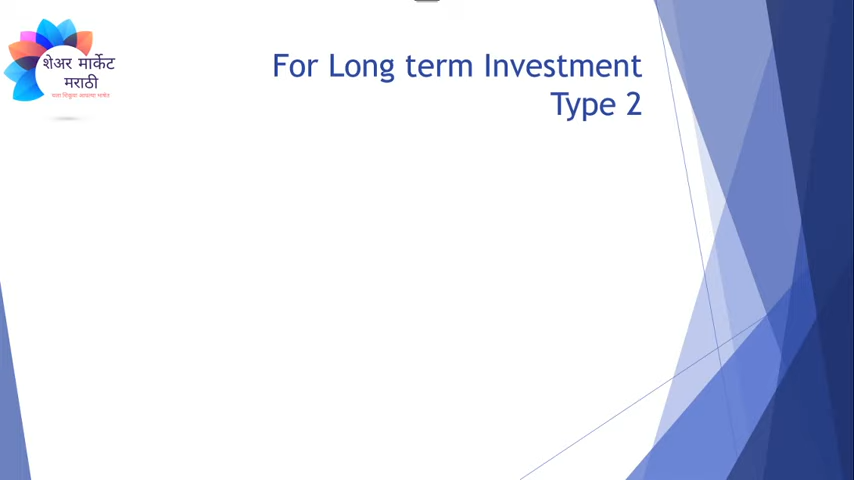 शेअर मार्केट
मराठी
For Long term Investment
Type 2